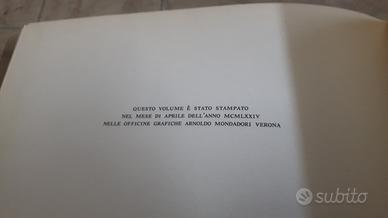 QUESTO VOLUME È STATO STAMPATO
NEL MESE DI APRILE DELL'ANNO MCMLXXIV
NELLE OFFICINE GRAFICHE ARNOLDO MONDADORI VERONA
subito